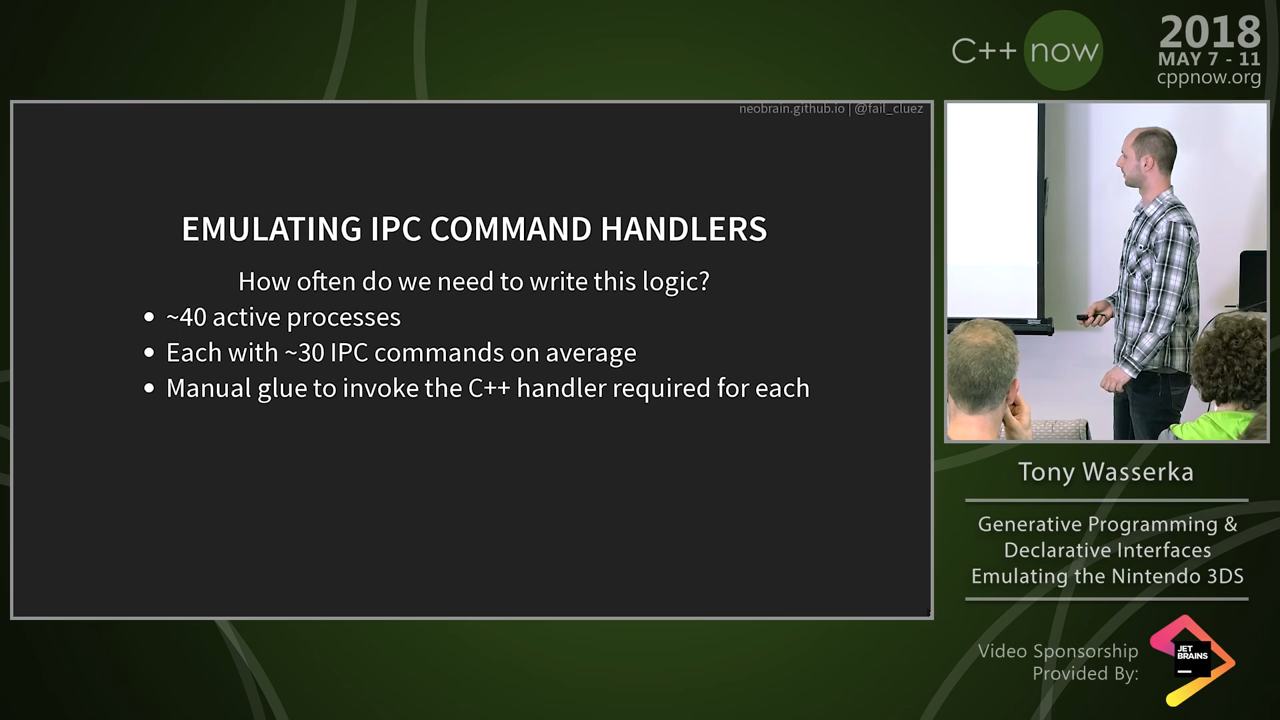 C++ now
2018
MAY 7 - 11
cppnow.org
neobrain.github.io | @fail_cluez
EMULATING IPC COMMAND HANDLERS
How often do we need to write this logic?
• ~40 active processes
• Each with ~30 IPC commands on average
• Manual glue to invoke the C++ handler required for each
Tony Wasserka
Generative Programming &
Declarative Interfaces
Emulating the Nintendo 3DS
Video Sponsorship
Provided By:
JET
BRAINS